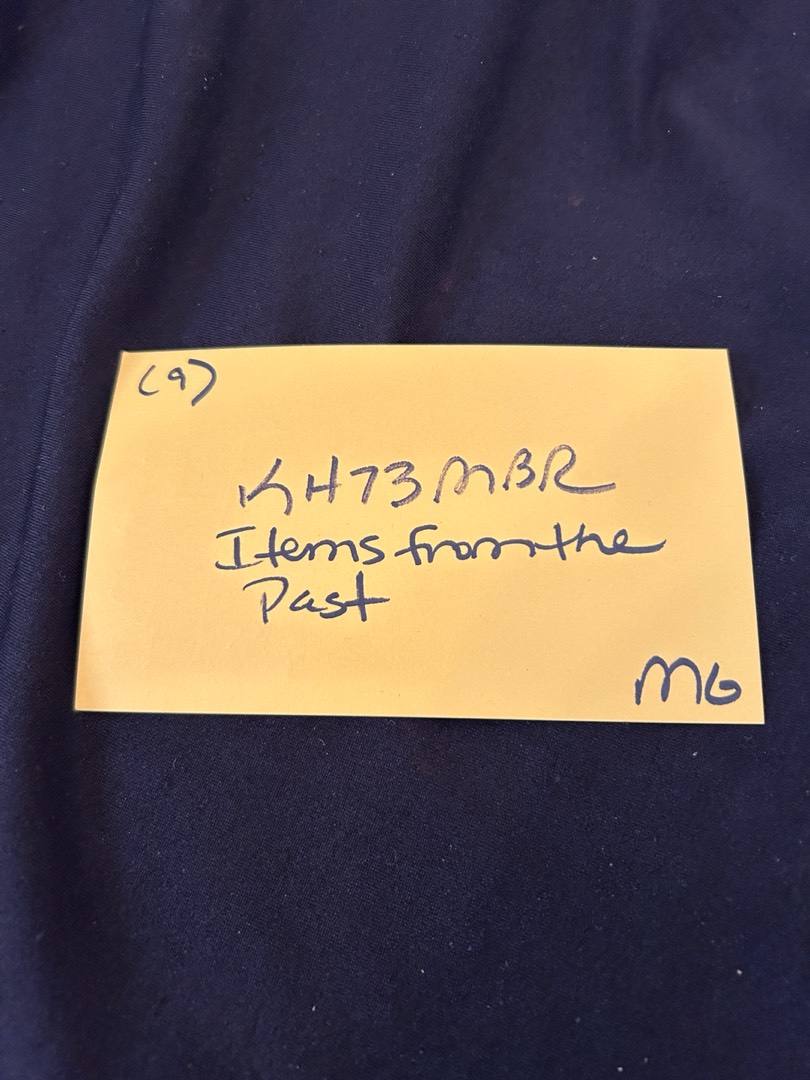 (9)
KH73MBR
Items from the
Past
MG